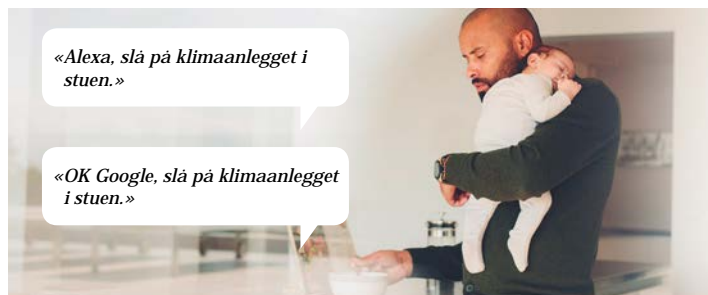 «Alexa, slå på klimaanlegget i
stuen.»
«OK Google, slå på klimaanlegget
i stuen.»